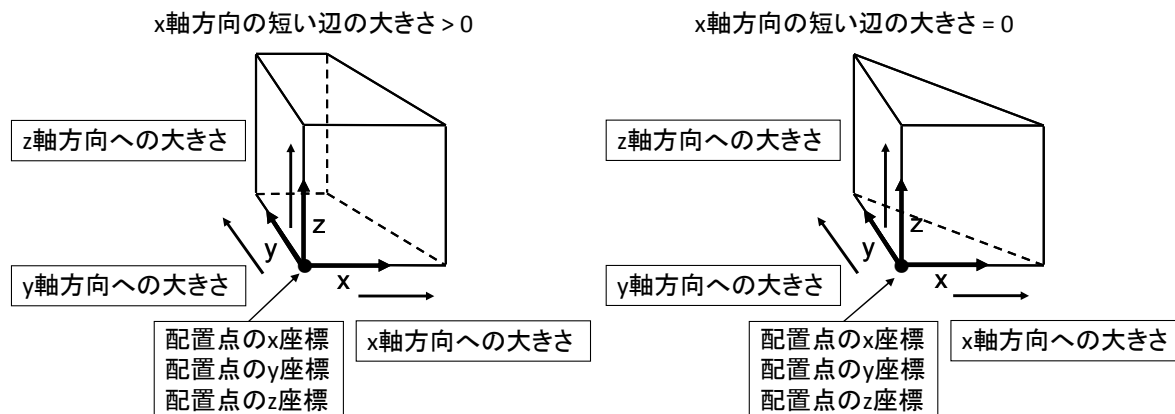 x軸方向の短い辺の大きさ > 0
z軸方向への大きさ
z
y
y軸方向への大きさ
x
配置点のx座標
配置点のy座標
配置点のz座標
x軸方向への大きさ
x軸方向の短い辺の大きさ = 0
z軸方向への大きさ
z
y
y軸方向への大きさ
x
配置点のx座標
配置点のy座標
配置点のz座標
x軸方向への大きさ